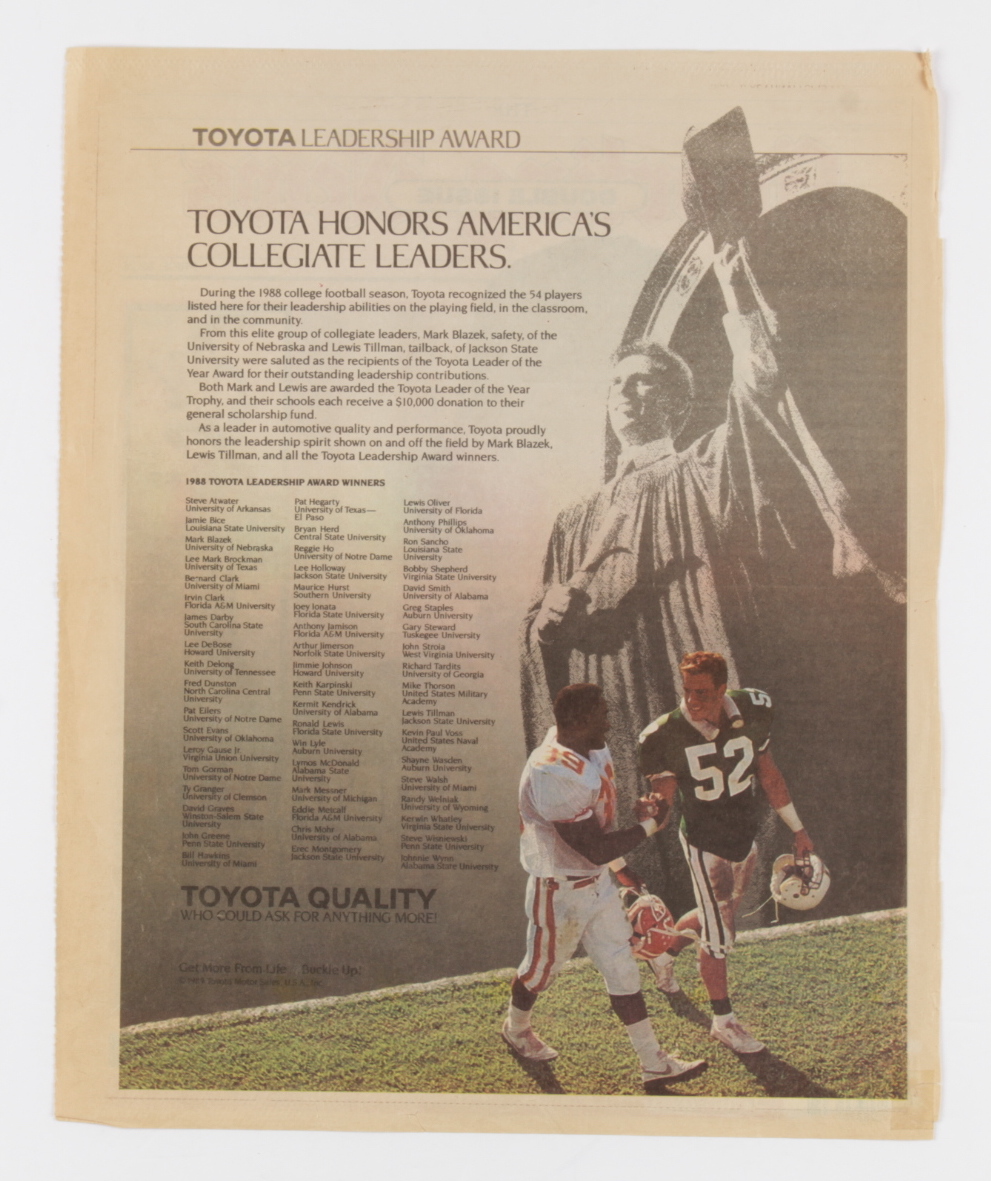 TOYOTA LEADERSHIP AWARD
TOYOTA HONORS AMERICA'S
COLLEGIATE LEADERS.
During the 1988 college football season, Toyota recognized the 54 players
listed here for their leadership abilities on the playing field, in the classroom,
and in the community.
From this elite group of collegiate leaders, Mark Blazek, safety, of the
University of Nebraska and Lewis Tillman, tailback, of Jackson State
University were saluted as the recipients of the Toyota Leader of the
Year Award for their outstanding leadership contributions.
Both Mark and Lewis are awarded the Toyota Leader of the Year
Trophy, and their schools each receive a $10,000 donation to their
general scholarship fund.
As a leader in automotive quality and performance, Toyota proudly
honors the leadership spirit shown on and off the field by Mark Blazek,
Lewis Tillman, and all the Toyota Leadership Award winners.
1988 TOYOTA LEADERSHIP AWARD WINNERS
Steve Atwater
University of Arkansas
Jamie Bice
Louisiana State University
Mark Blazek
University of Nebraska
Lee Mark Brockman
University of Texas
Bernard Clark
University of Miami
Irvin Clark
Florida A&M University
James Darby
South Carolina State
University
Lee DeBose
Howard University
Keith Delong
University of Tennessee
Fred Dunston
North Carolina Central
University
Pat Eilers
University of Notre Dame
Scott Evans
University of Oklahoma
Leroy Gause Jr.
Virginia Union University
Tom Gorman
University of Notre Dame
Ty Granger
University of Clemson
David Graves
Winston-Salem State
University
John Greene
Penn State University
Bill Hawkins
University of Miami
Pat Hegarty
University of Texas—
El Paso
Bryan Herd
Central State University
Reggie Ho
University of Notre Dame
Lee Holloway
Jackson State University
Maurice Hurst
Southern University
Joey Ionata
Florida State University
Anthony Jamison
Florida A&M University
Arthur Jimerson
Norfolk State University
Jimmie Johnson
Howard University
Keith Karpinski
Penn State University
Kermit Kendrick
University of Alabama
Ronald Lewis
Florida State University
Win Lyle
Auburn University
Lymos McDonald
Alabama State
University
Mark Messner
University of Michigan
Eddie Metcalf
Florida A&M University
Chris Mohr
University of Alabama
Eric Montgomery
Jackson State University
Lewis Oliver
University of Florida
Anthony Phillips
University of Oklahoma
Ron Sancho
Louisiana State
University
Bobby Shepherd
Virginia State University
David Smith
University of Alabama
Greg Staples
Auburn University
Gary Steward
Tuskegee University
John Stroia
West Virginia University
Richard Tardits
University of Georgia
Mike Thorson
United States Military
Academy
Lewis Tillman
Jackson State University
Kevin Paul Voss
United States Naval
Academy
Shayne Wasden
Auburn University
Steve Walsh
University of Miami
Randy Welniak
University of Wyoming
Kerwin Whatley
Virginia State University
Steve Wisniewski
Penn State University
Johnnie Wynn
Alabama State University
TOYOTA QUALITY
WHO COULD ASK FOR ANYTHING MORE!
Get More From Life... Buckle Up!
Toyota Motor Sales, U.S.A., Inc.
52